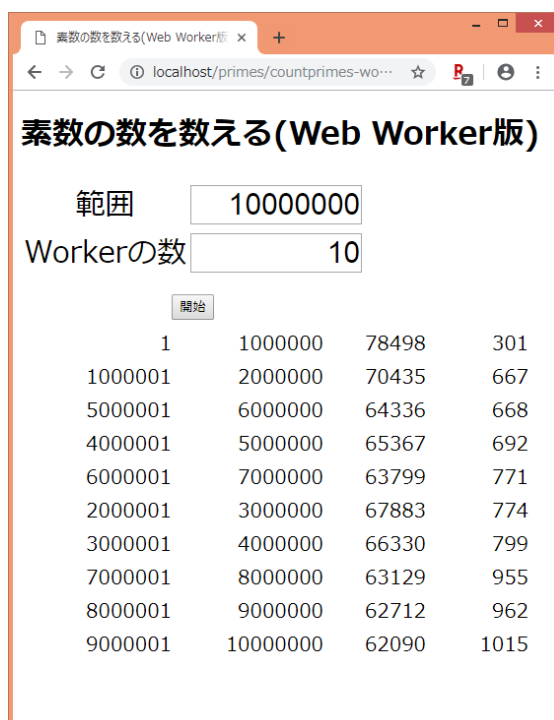 素数の数を数える(Web Worker版
localhost/primes/countprimes-wo…
7
素数の数を数える(Web Worker版)
範囲 10000000
Workerの数 10
開始
1 1000000 78498 301
1000001 2000000 70435 667
5000001 6000000 64336 668
4000001 5000000 65367 692
6000001 7000000 63799 771
2000001 3000000 67883 774
3000001 4000000 66330 799
7000001 8000000 63129 955
8000001 9000000 62712 962
9000001 10000000 62090 1015